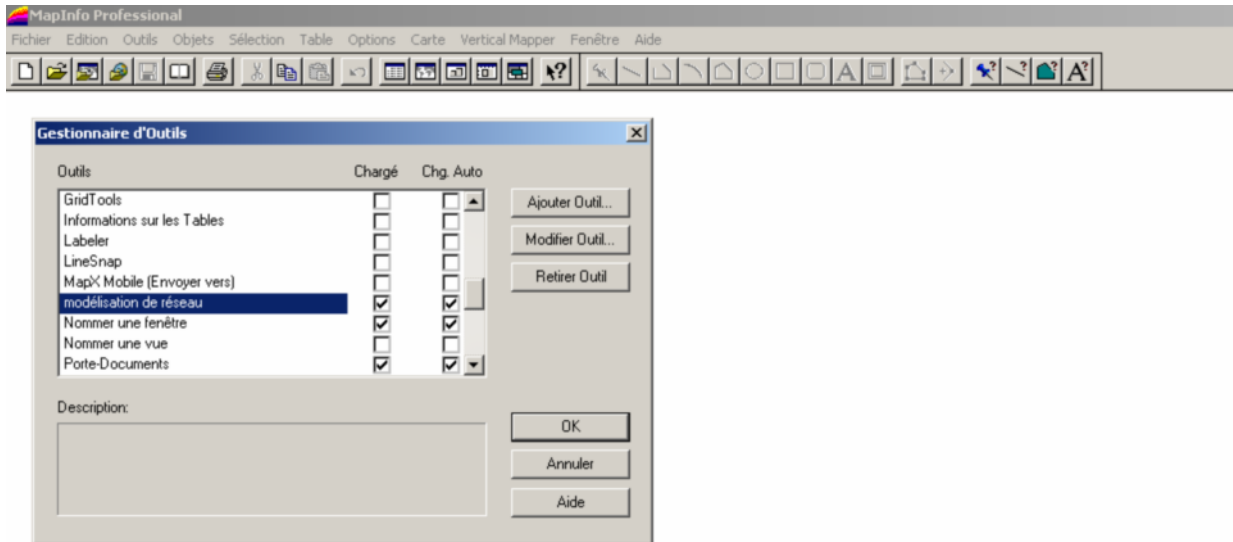 MapInfo Professional
Fichier Edition Outils Objets Sélection Table Options Carte Vertical Mapper Fenêtre Aide
Gestionnaire d'Outils
Outils Chargé Chg. Auto
GridTools
Informations sur les Tables
Labeler
LineSnap
MapX Mobile (Envoyer vers)
modélisation de réseau
Nommer une fenêtre
Nommer une vue
Porte-Documents
Ajouter Outil...
Modifier Outil...
Retirer Outil
Description:
OK
Annuler
Aide